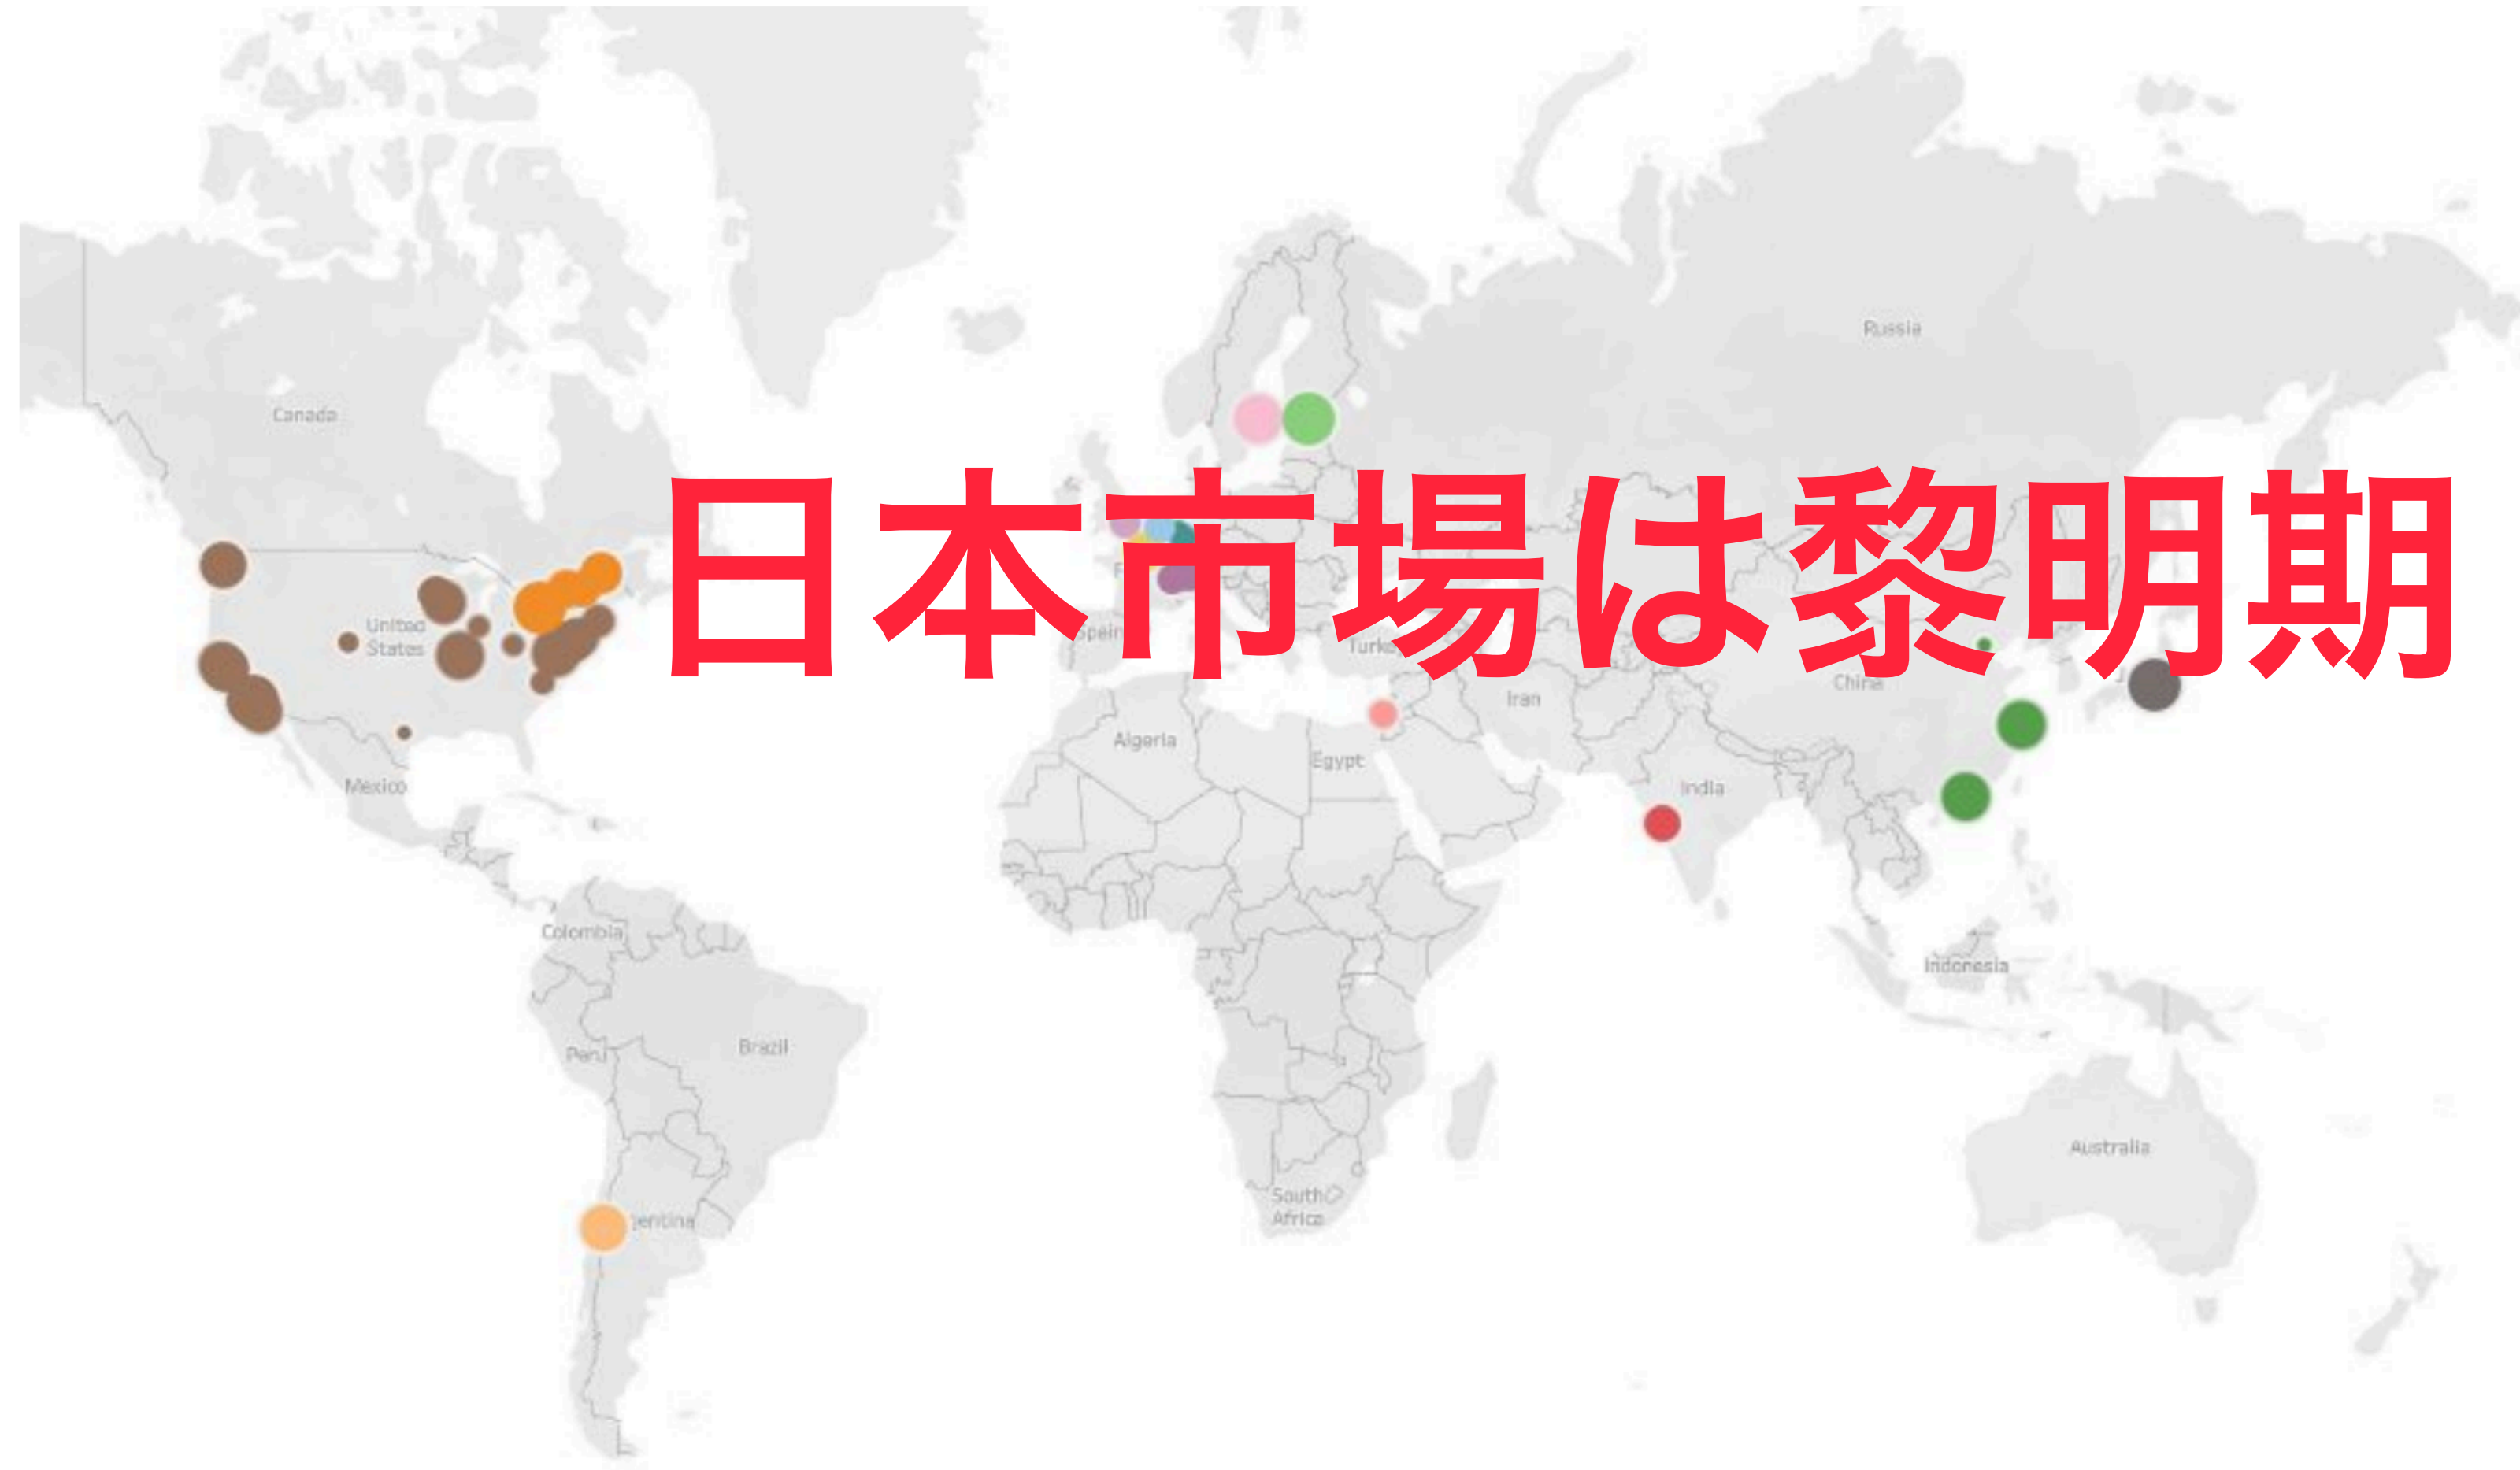 Russia
Canada
日本市場は黎明期
United
States
Spain
China
Iran
Algeria
Egypt
Mexico
India
Colombia
Indonesia
Peru
Brazil
Australia
South
Africa